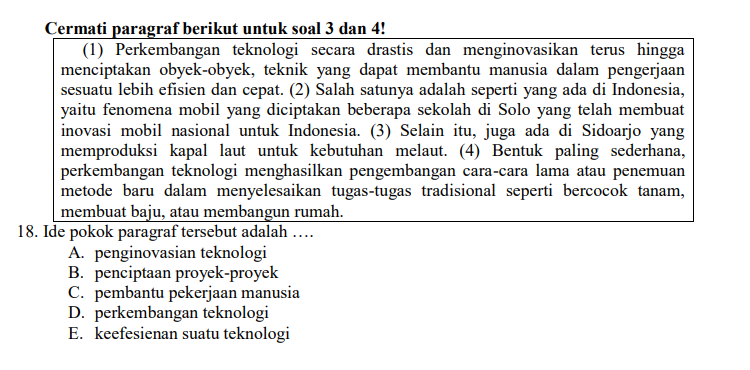 Cermati paragraf berikut untuk soal 3 dan 4!
(1) Perkembangan teknologi secara drastis dan menginovasikan terus hingga
menciptakan obyek-obyek, teknik yang dapat membantu manusia dalam pengerjaan
sesuatu lebih efisien dan cepat. (2) Salah satunya adalah seperti yang ada di Indonesia,
yaitu fenomena mobil yang diciptakan beberapa sekolah di Solo yang telah membuat
inovasi mobil nasional untuk Indonesia. (3) Selain itu, juga ada di Sidoarjo yang
memproduksi kapal laut untuk kebutuhan melaut. (4) Bentuk paling sederhana,
perkembangan teknologi menghasilkan pengembangan cara-cara lama atau penemuan
metode baru dalam menyelesaikan tugas-tugas tradisional seperti bercocok tanam,
membuat baju, atau membangun rumah.
18. Ide pokok paragraf tersebut adalah ….
A. penginovasian teknologi
B. penciptaan proyek-proyek
C. pembantu pekerjaan manusia
D. perkembangan teknologi
E. keefesienan suatu teknologi